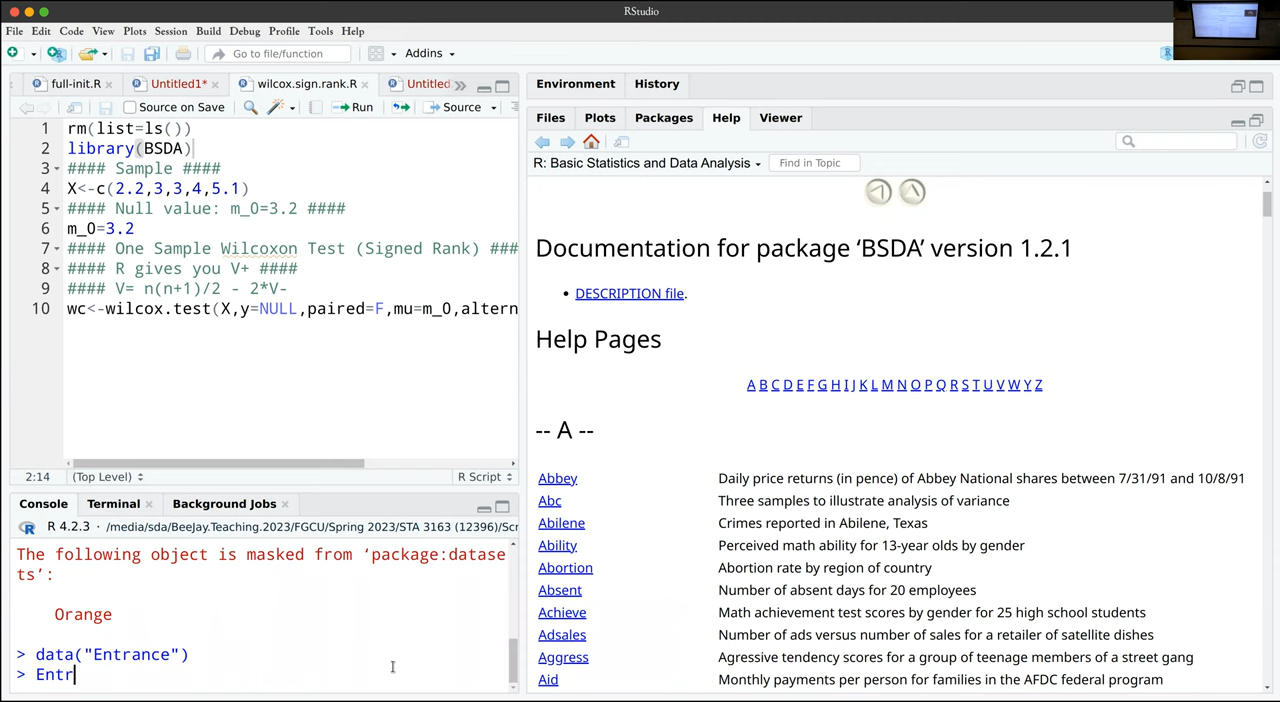 RStudio
File Edit Code View Plots Session Build Debug Profile Tools Help
Go to file/function Addins
full-init.R Untitled1* wilcox.sign.rank.R Untitled
Source on Save Run Source
1 rm(list=ls())
2 library(BSDA)
3 #### Sample ####
4 X<-c(2.2,3,3,4,5.1)
5 #### Null value: m_0=3.2 ####
6 m_0=3.2
7 #### One Sample Wilcoxon Test (Signed Rank) ###
8 #### R gives you V+ ####
9 #### V= n(n+1)/2 - 2*V-
10 wc<-wilcox.test(X,y=NULL,paired=F,mu=m_0,altern
2:14 (Top Level) R Script
Console Terminal Background Jobs
R 4.2.3 · /media/sda/BeeJay.Teaching.2023/FGCU/Spring 2023/STA 3163 (12396)/Scr
The following object is masked from ‘package:datase
ts’:
Orange
> data("Entrance")
> Entr
Environment History
Files Plots Packages Help Viewer
R: Basic Statistics and Data Analysis Find in Topic
Documentation for package ‘BSDA’ version 1.2.1
• DESCRIPTION file.
Help Pages
A B C D E F G H I J K L M N O P Q R S T U V W Y Z
-- A --
Abbey Daily price returns (in pence) of Abbey National shares between 7/31/91 and 10/8/91
Abc Three samples to illustrate analysis of variance
Abilene Crimes reported in Abilene, Texas
Ability Perceived math ability for 13-year olds by gender
Abortion Abortion rate by region of country
Absent Number of absent days for 20 employees
Achieve Math achievement test scores by gender for 25 high school students
Adsales Number of ads versus number of sales for a retailer of satellite dishes
Aggress Agressive tendency scores for a group of teenage members of a street gang
Aid Monthly payments per person for families in the AFDC federal program